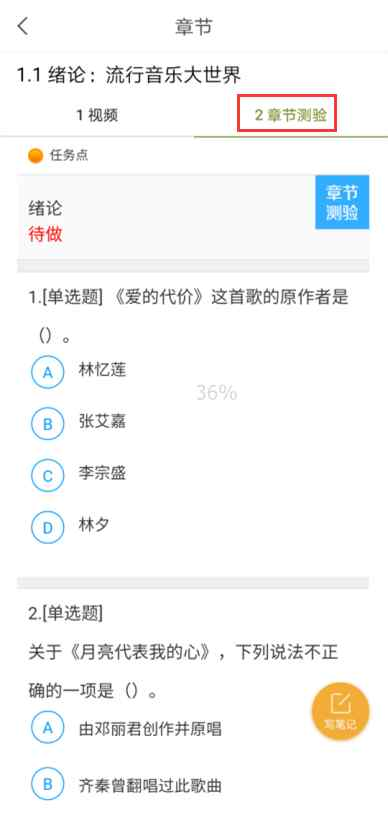 章节
1.1 绪论：流行音乐大世界
1 视频
2 章节测验
任务点
绪论
待做
章节
测验
1.[单选题] 《爱的代价》这首歌的原作者是
（）。
A 林忆莲
36%
B 张艾嘉
C 李宗盛
D 林夕
2.[单选题]
关于《月亮代表我的心》，下列说法不正
确的一项是（）。
写笔记
A 由邓丽君创作并原唱
B 齐秦曾翻唱过此歌曲